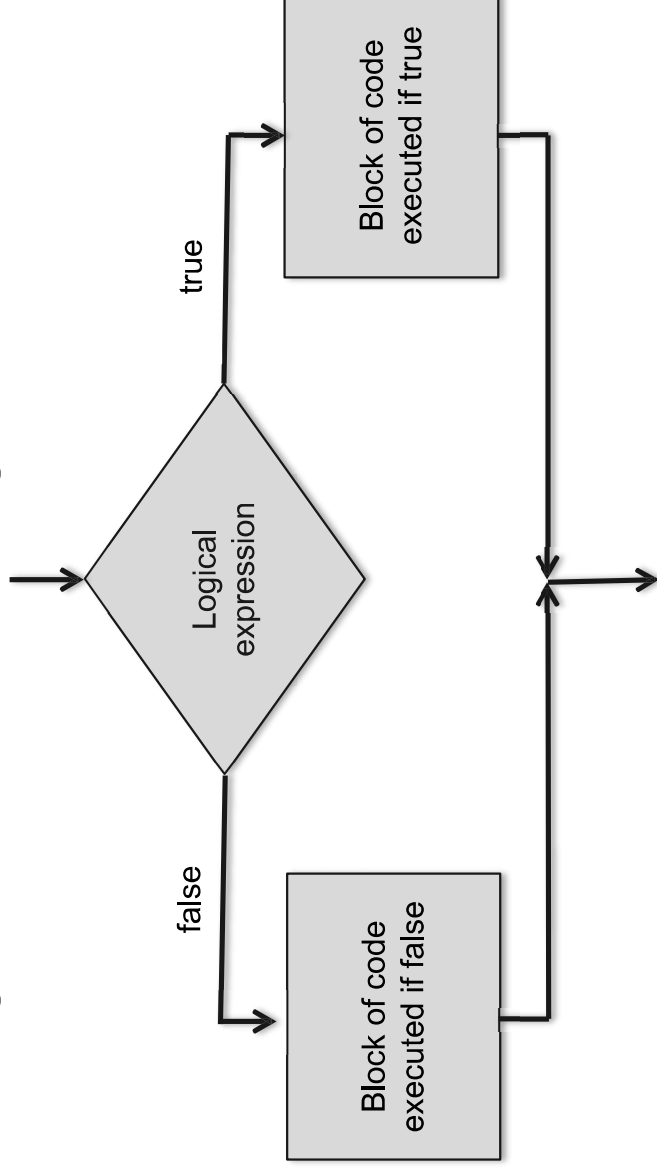 Logical
expression
false
true
Block of code
executed if false
Block of code
executed if true